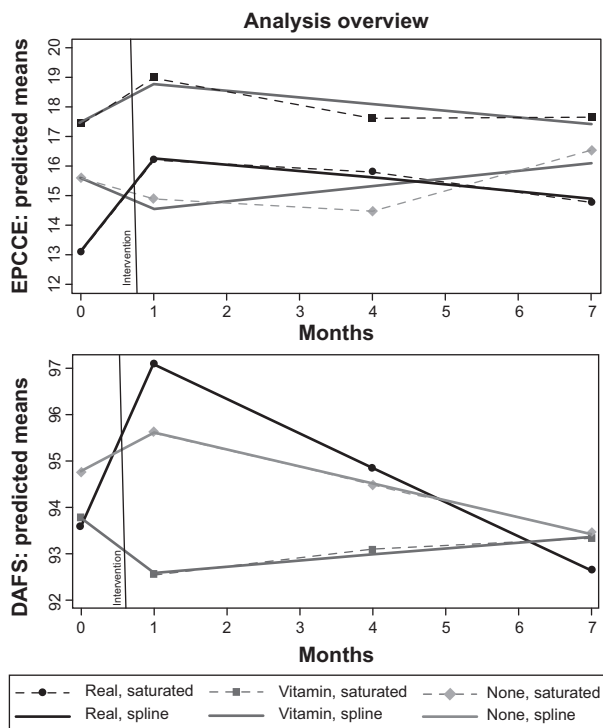 Analysis overview
EPCCE: predicted means
20
19
18
17
16
15
14
13
12
Intervention
0 1 2 3 4 5 6 7
Months
DAFS: predicted means
97
96
95
94
93
92
Intervention
0 1 2 3 4 5 6 7
Months
Real, saturated Vitamin, saturated None, saturated
Real, spline Vitamin, spline None, spline